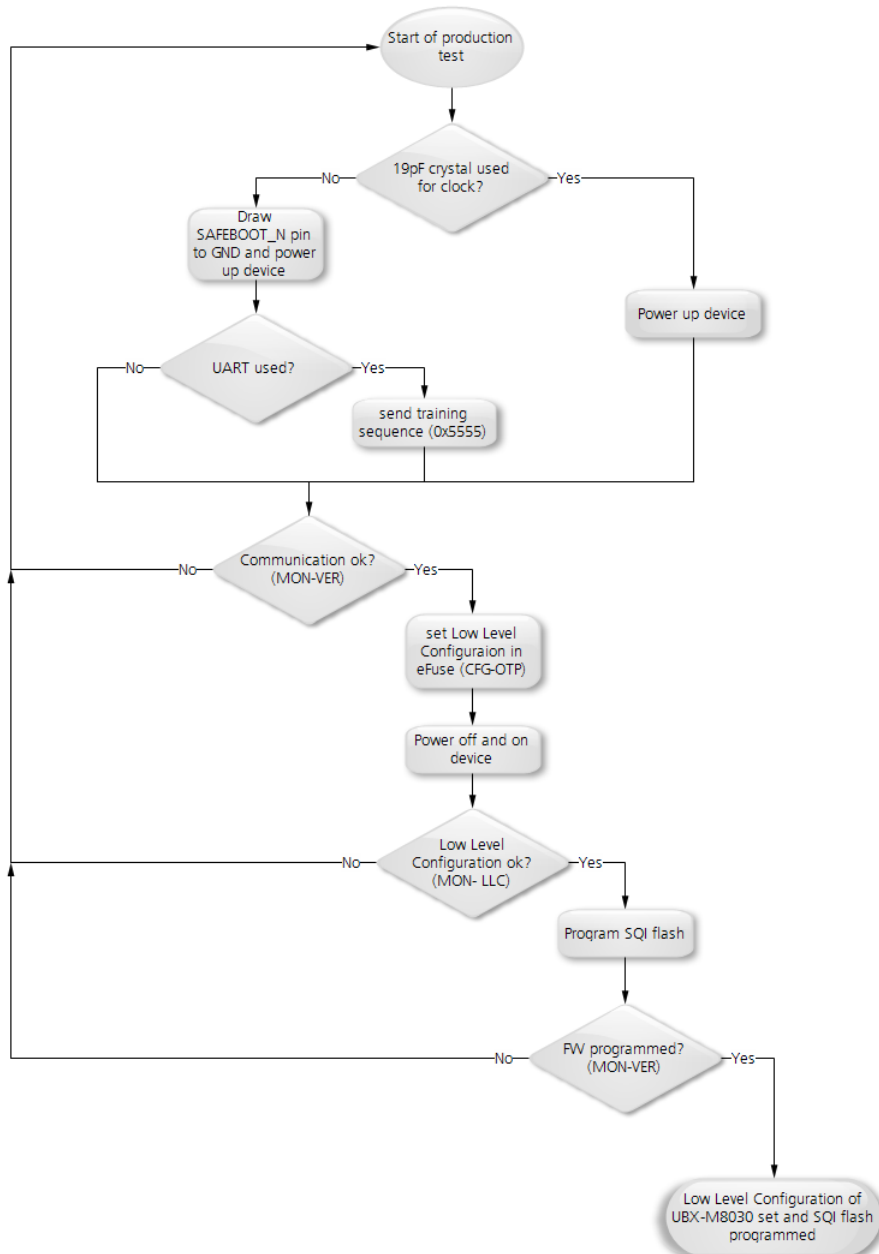 Start of production
test
19pF crystal used
for clock?
No
Yes
Draw
SAFEBOOT_N pin
to GND and power
up device
Power up device
No
UART used?
Yes
send training
sequence (0x5555)
No
Communication ok?
(MON-VER)
Yes
set Low Level
Configuraion in
eFuse (CFG-OTP)
Power off and on
device
No
Low Level
Configuration ok?
(MON- LLC)
Yes
Program SQI flash
No
FW programmed?
(MON-VER)
Yes
Low Level Configuration of
UBX-M8030 set and SQI flash
programmed